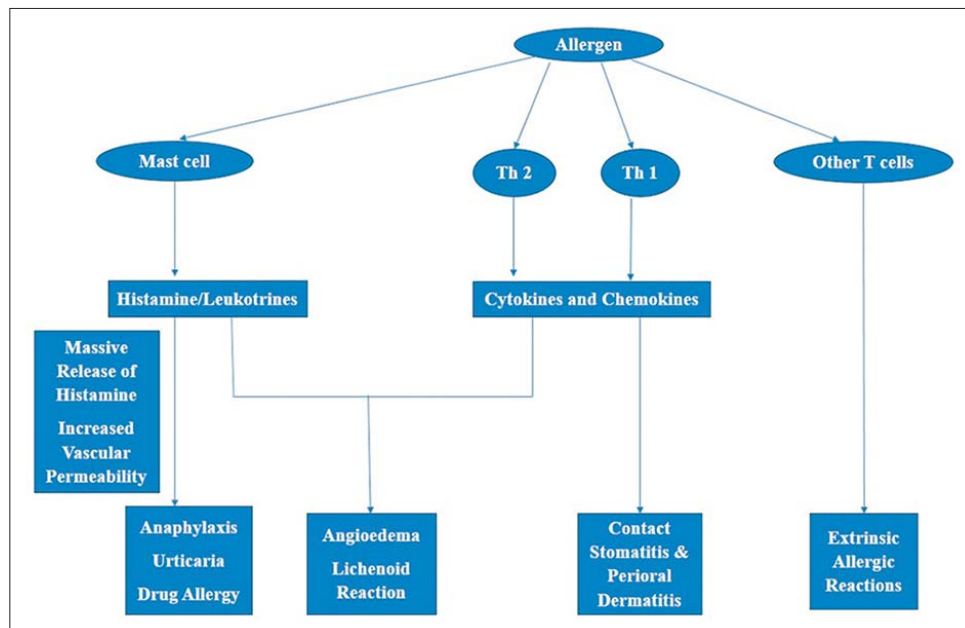 Allergen
Mast cell
Th 2
Th 1
Other T cells
Histamine/Leukotrines
Cytokines and Chemokines
Massive
Release of
Histamine
Increased
Vascular
Permeability
Anaphylaxis
Urticaria
Drug Allergy
Angioedema
Lichenoid
Reaction
Contact
Stomatitis &
Perioral
Dermatitis
Extrinsic
Allergic
Reactions